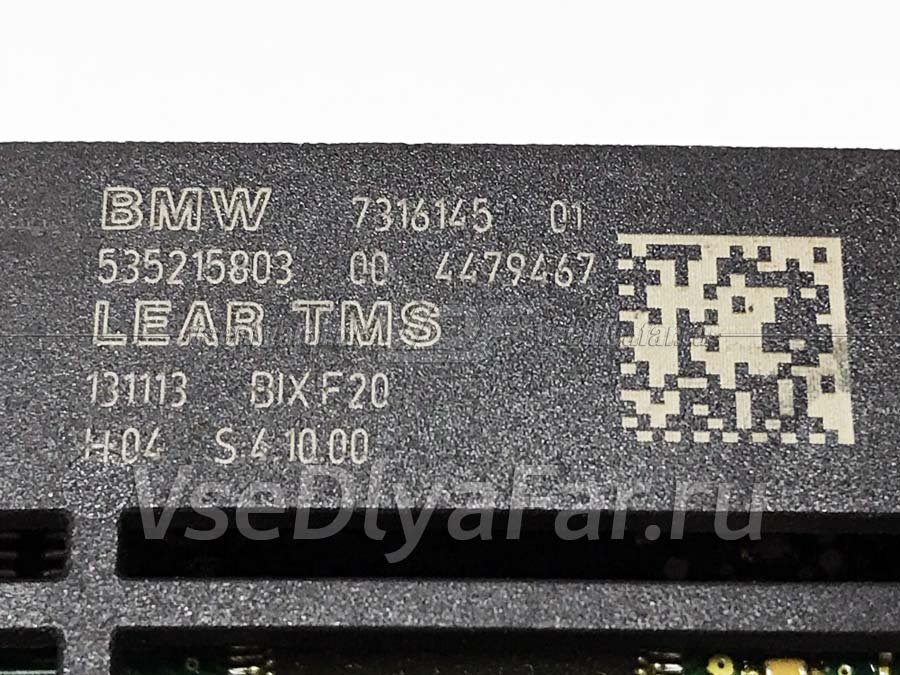 BMW 7316145 01
535215803 00 4479467
LEAR TMS
131113 BIX F20
H:04 S:4.10.00
VseDlyaFar.ru